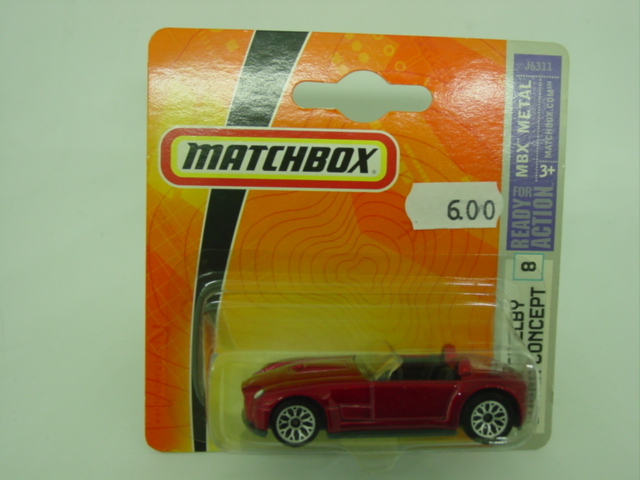 MATCHBOX
6.00
J6311
MBX METAL
MATCHBOX.COM
3+
READY FOR ACTION
8
CONCEPT